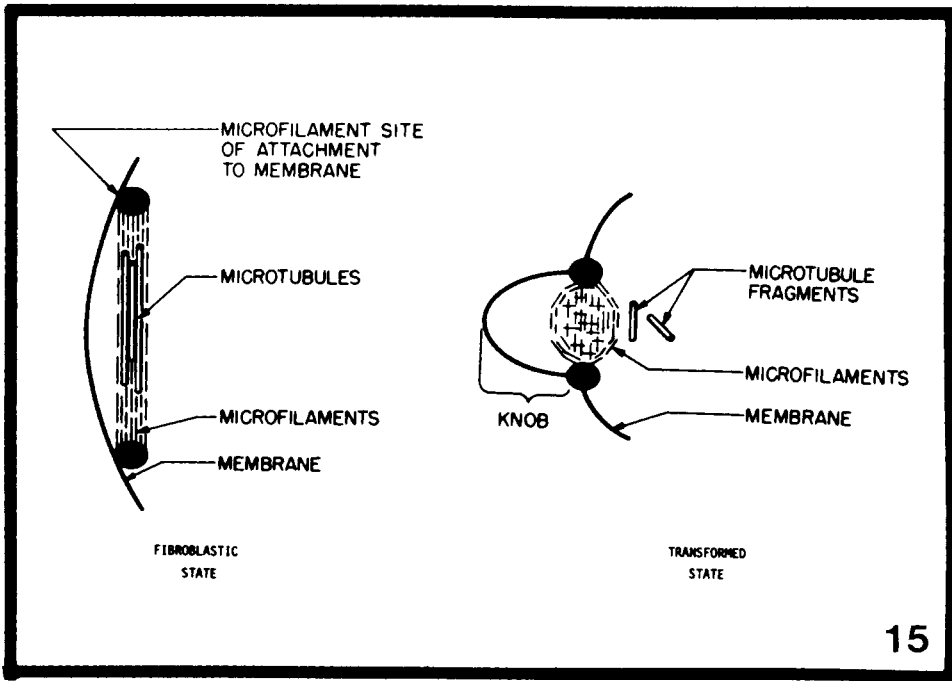 MICROFILAMENT SITE
OF ATTACHMENT
TO MEMBRANE
MICROTUBULES
MICROFILAMENTS
MEMBRANE
FIBROBLASTIC
STATE
MICROTUBULE
FRAGMENTS
MICROFILAMENTS
KNOB
MEMBRANE
TRANSFORMED
STATE
15